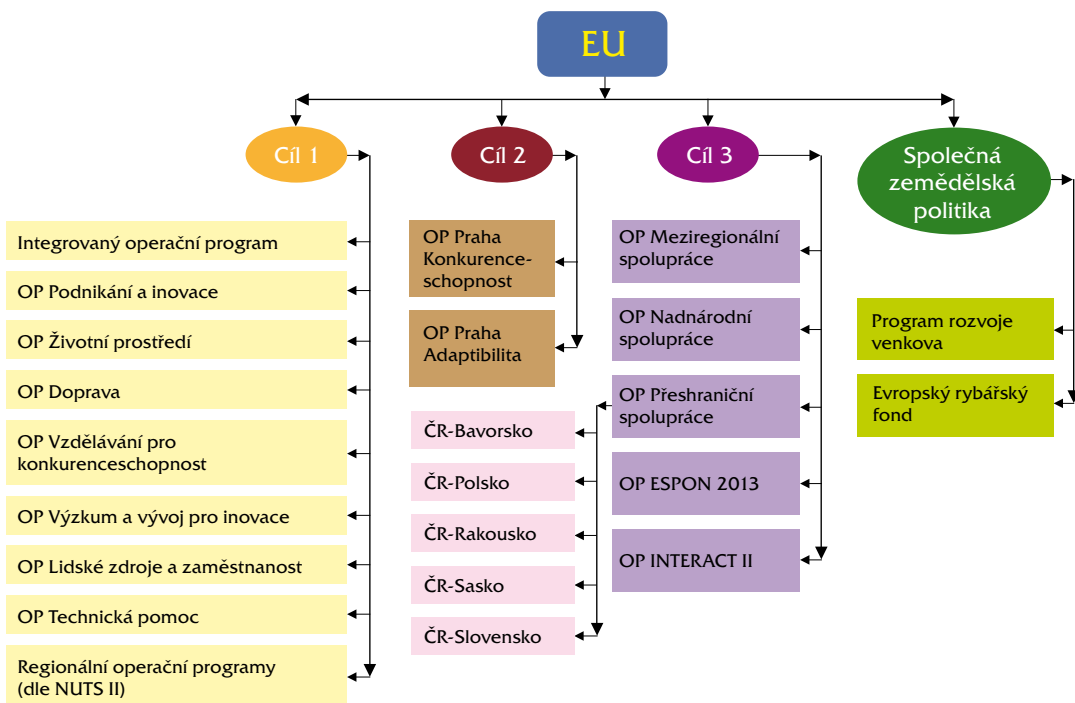 EU
Cíl 1
Cíl 2
Cíl 3
Společná
zemědělská
politika
Integrovaný operační program
OP Podnikání a inovace
OP Životní prostředí
OP Doprava
OP Vzdělávání pro
konkurenceschopnost
OP Výzkum a vývoj pro inovace
OP Lidské zdroje a zaměstnanost
OP Technická pomoc
Regionální operační programy
(dle NUTS II)
OP Praha
Konkurence-
schopnost
OP Praha
Adaptibilita
OP Meziregionální
spolupráce
OP Nadnárodní
spolupráce
OP Přeshraniční
spolupráce
ČR-Bavorsko
ČR-Polsko
ČR-Rakousko
ČR-Sasko
ČR-Slovensko
OP ESPON 2013
OP INTERACT II
Program rozvoje
venkova
Evropský rybářský
fond